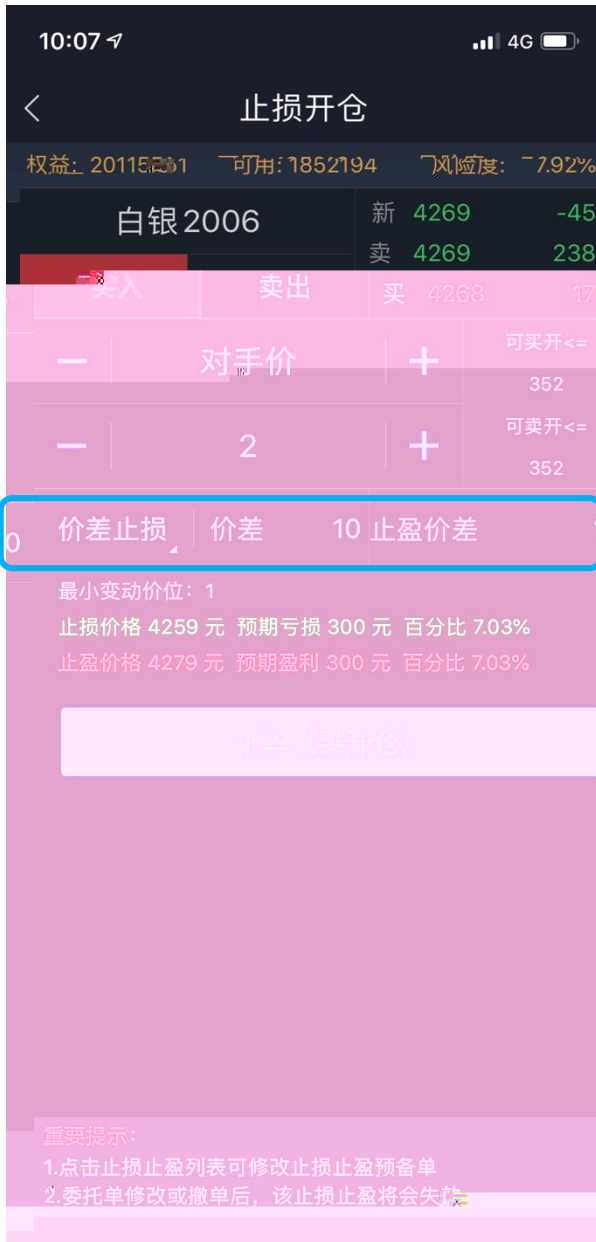 10:07 4G
止损开仓
权益: 可用:1852194 风险度: 7.92%
白银2006 新 4269 -45
卖 4269 238
买入 卖出 买 4268 17
对手价 可买开<=
352
2 可卖开<=
352
0 价差止损 价差 10 止盈价差
最小变动价位: 1
止损价格 4259 元 预期亏损 300 元 百分比 7.03%
止盈价格 4279 元 预期盈利 300 元 百分比 7.03%
重要提示:
1.点击止损止盈列表可修改止损止盈预备单
2.委托单修改或撤单后，该止损止盈将会失效